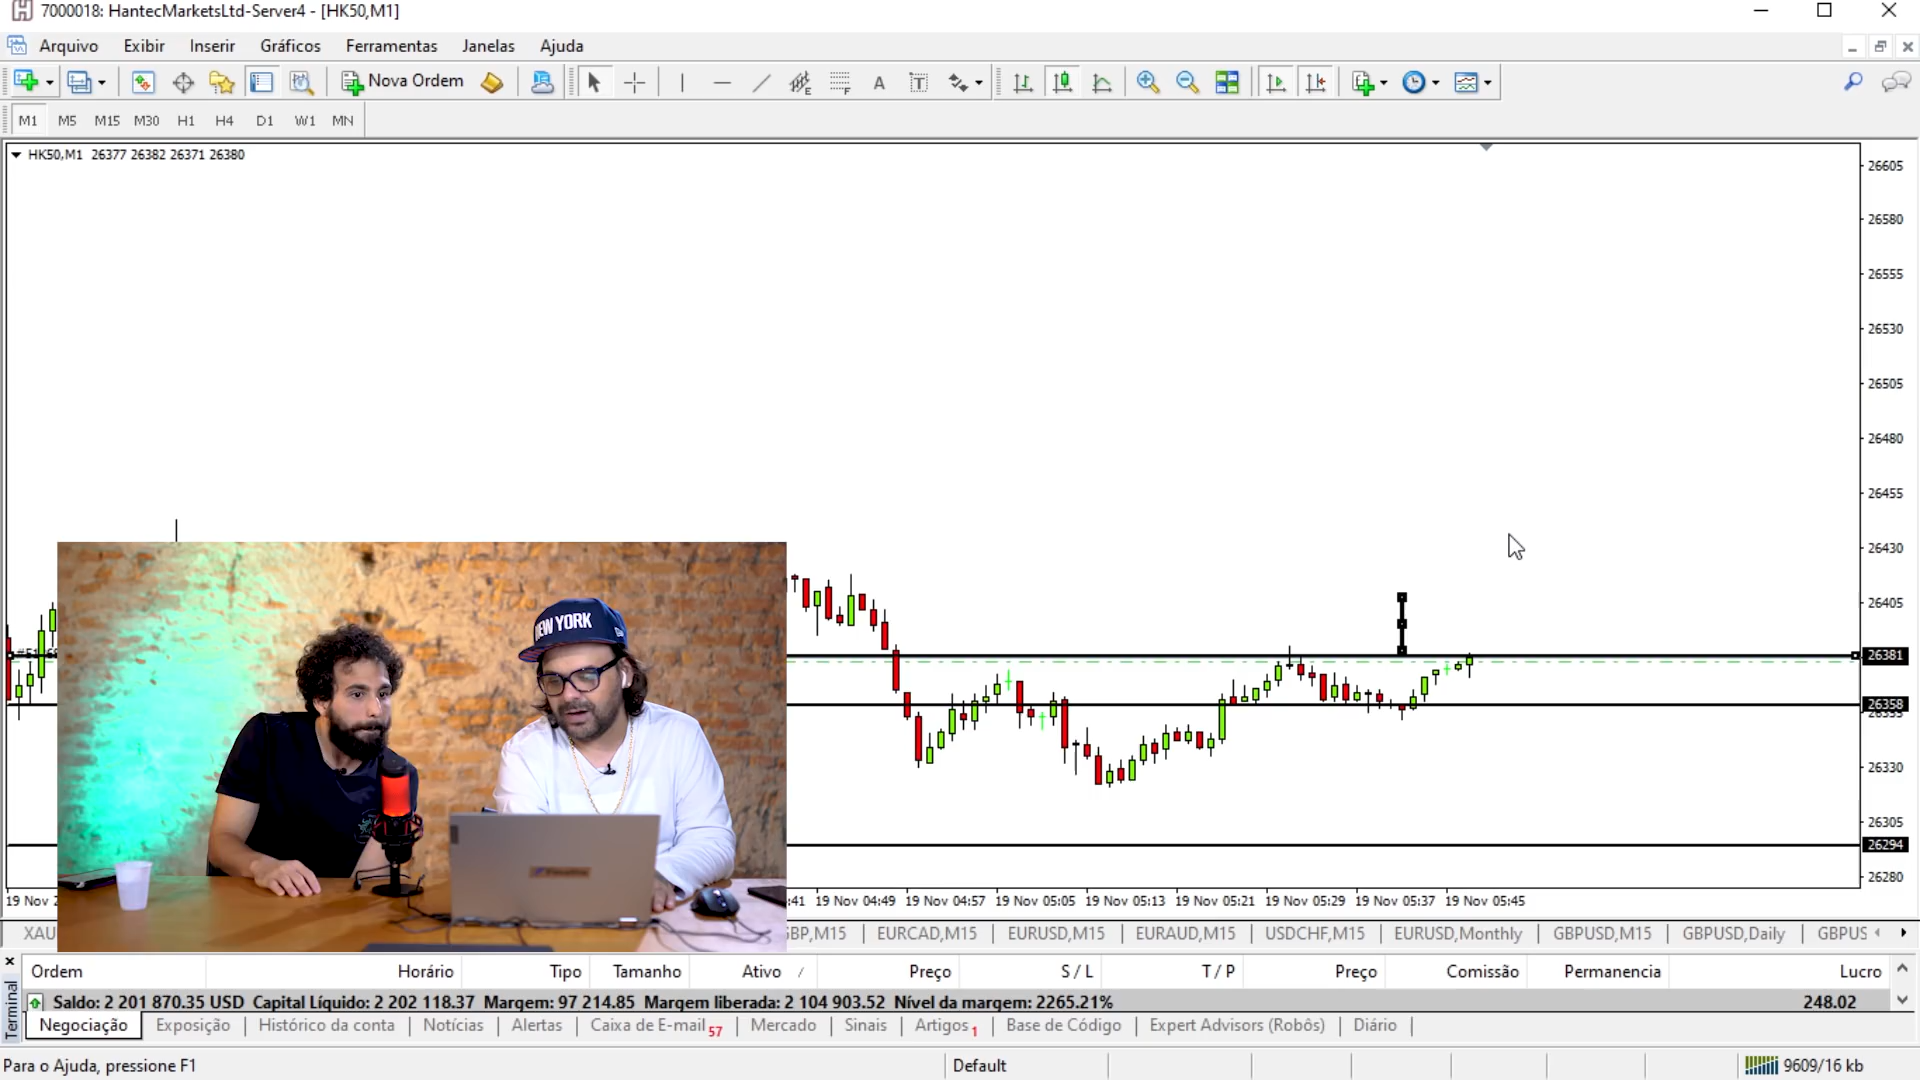 7000018: HantecMarketsLtd-Server4 - [HK50,M1]
Arquivo Exibir Inserir Gráficos Ferramentas Janelas Ajuda
Nova Ordem
M1 M5 M15 M30 H1 H4 D1 W1 MN
HK50,M1 26377 26382 26371 26380
26605
26580
26555
26530
26505
26480
26455
26430
26405
26381
26358
26330
26305
26294
26280
NEW YORK
19 Nov 2 :41 19 Nov 04:49 19 Nov 04:57 19 Nov 05:05 19 Nov 05:13 19 Nov 05:21 19 Nov 05:29 19 Nov 05:37 19 Nov 05:45
XAU GBP,M15 EURCAD,M15 EURUSD,M15 EURAUD,M15 USDCHF,M15 EURUSD,Monthly GBPUSD,M15 GBPUSD,Daily GBPUS
Ordem Horário Tipo Tamanho Ativo / Preço S / L T / P Preço Comissão Permanencia Lucro
Saldo: 2 201 870.35 USD Capital Líquido: 2 202 118.37 Margem: 97 214.85 Margem liberada: 2 104 903.52 Nível da margem: 2265.21% 248.02
Terminal
Negociação Exposição Histórico da conta Notícias Alertas Caixa de E-mail 57 Mercado Sinais Artigos 1 Base de Código Expert Advisors (Robôs) Diário
Para o Ajuda, pressione F1 Default 9609/16 kb